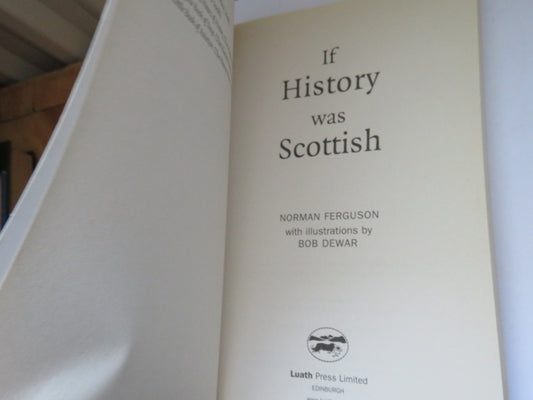 If
History
was
Scottish
NORMAN FERGUSON
with illustrations by
BOB DEWAR
Luath Press Limited
EDINBURGH